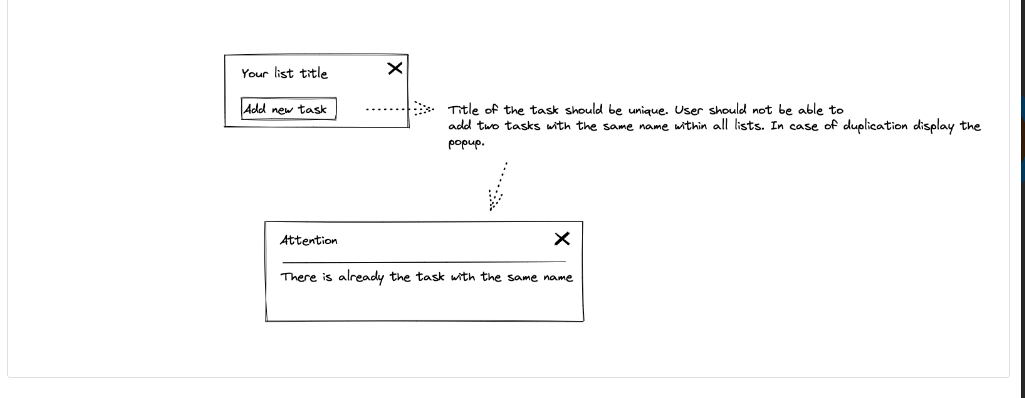 Your list title
Add new task
Title of the task should be unique. User should not be able to
add two tasks with the same name within all lists. In case of duplication display the
popup.
Attention
There is already the task with the same name